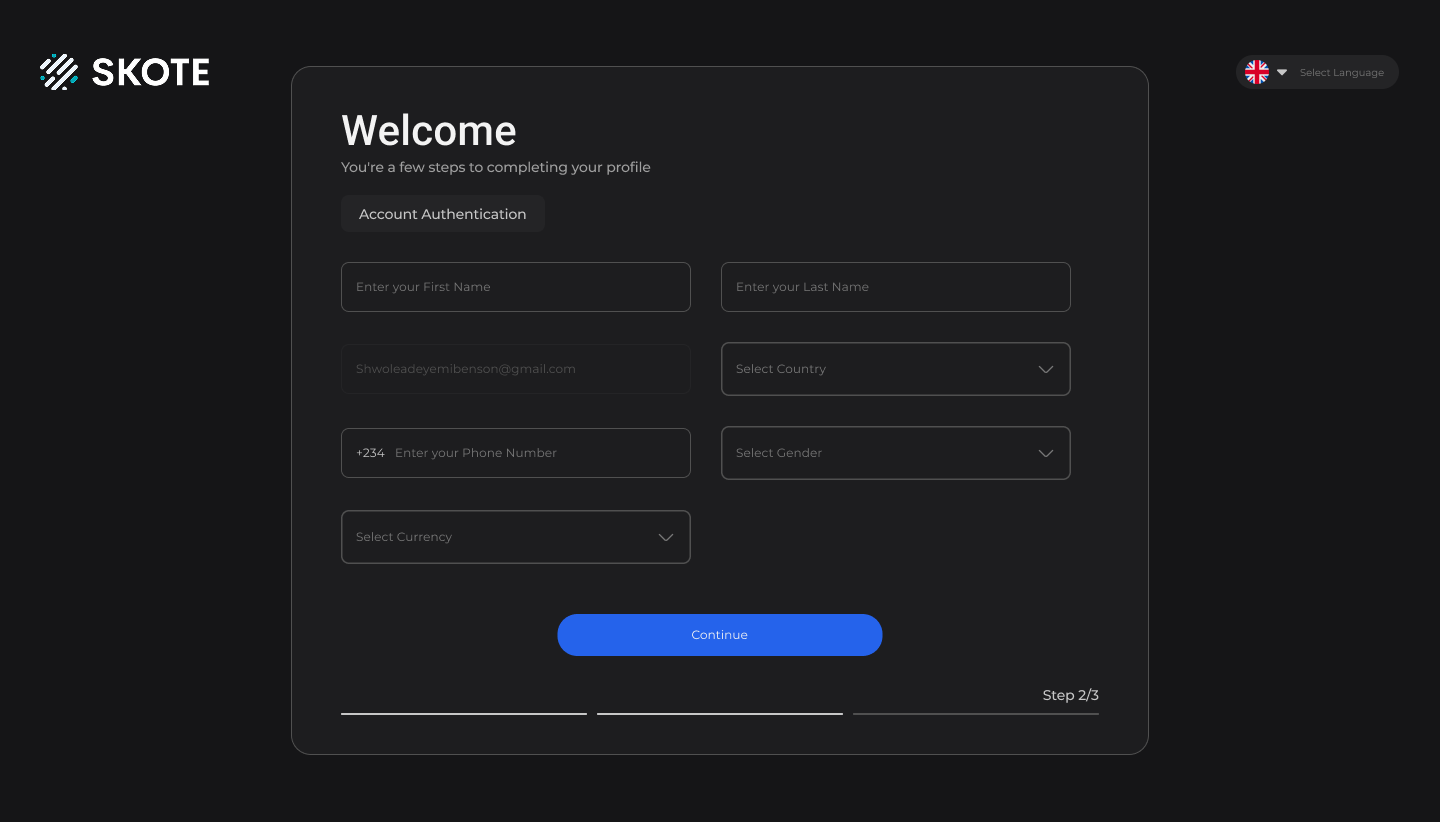 SKOTE
Select Language
Welcome
You're a few steps to completing your profile
Account Authentication
Enter your First Name
Enter your Last Name
Shwoleadeyemibenson@gmail.com
Select Country
+234 Enter your Phone Number
Select Gender
Select Currency
Continue
Step 2/3